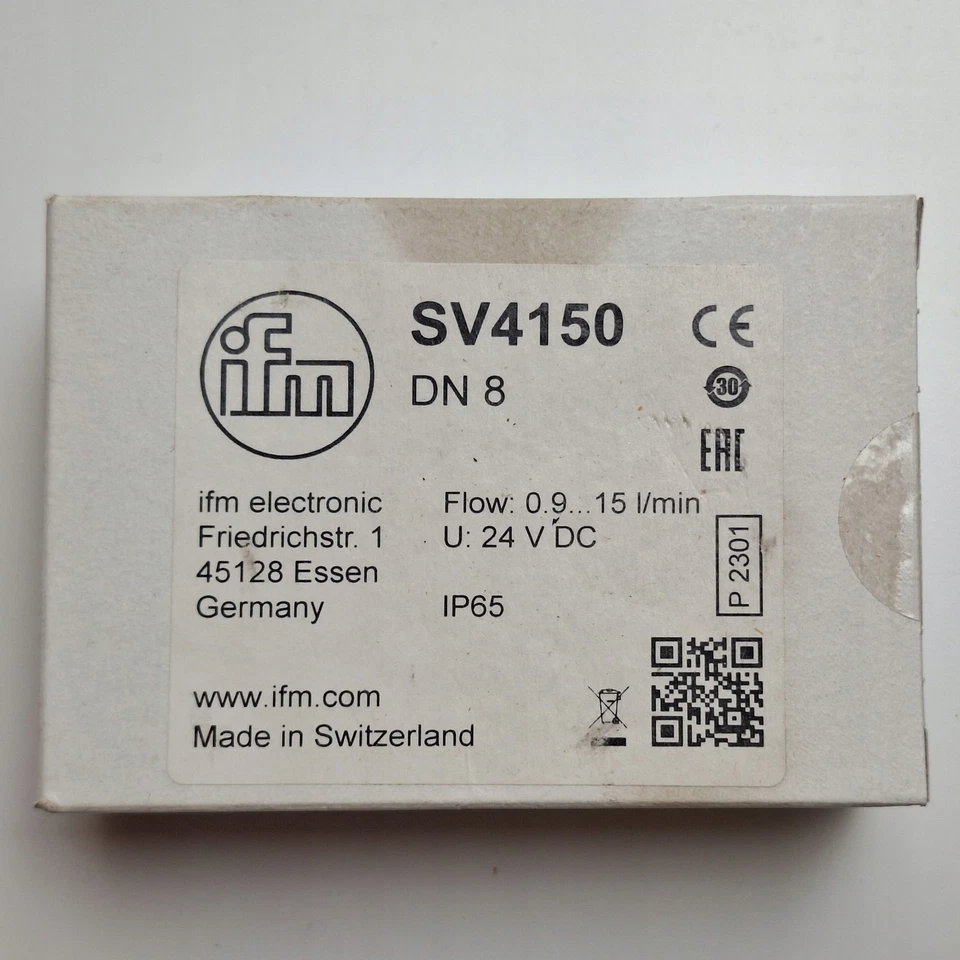 ifm
SV4150
CE
DN 8
30
EAC
ifm electronic
Friedrichstr. 1
45128 Essen
Germany
Flow: 0.9...15 l/min
U: 24 V DC
IP65
P 2301
www.ifm.com
Made in Switzerland